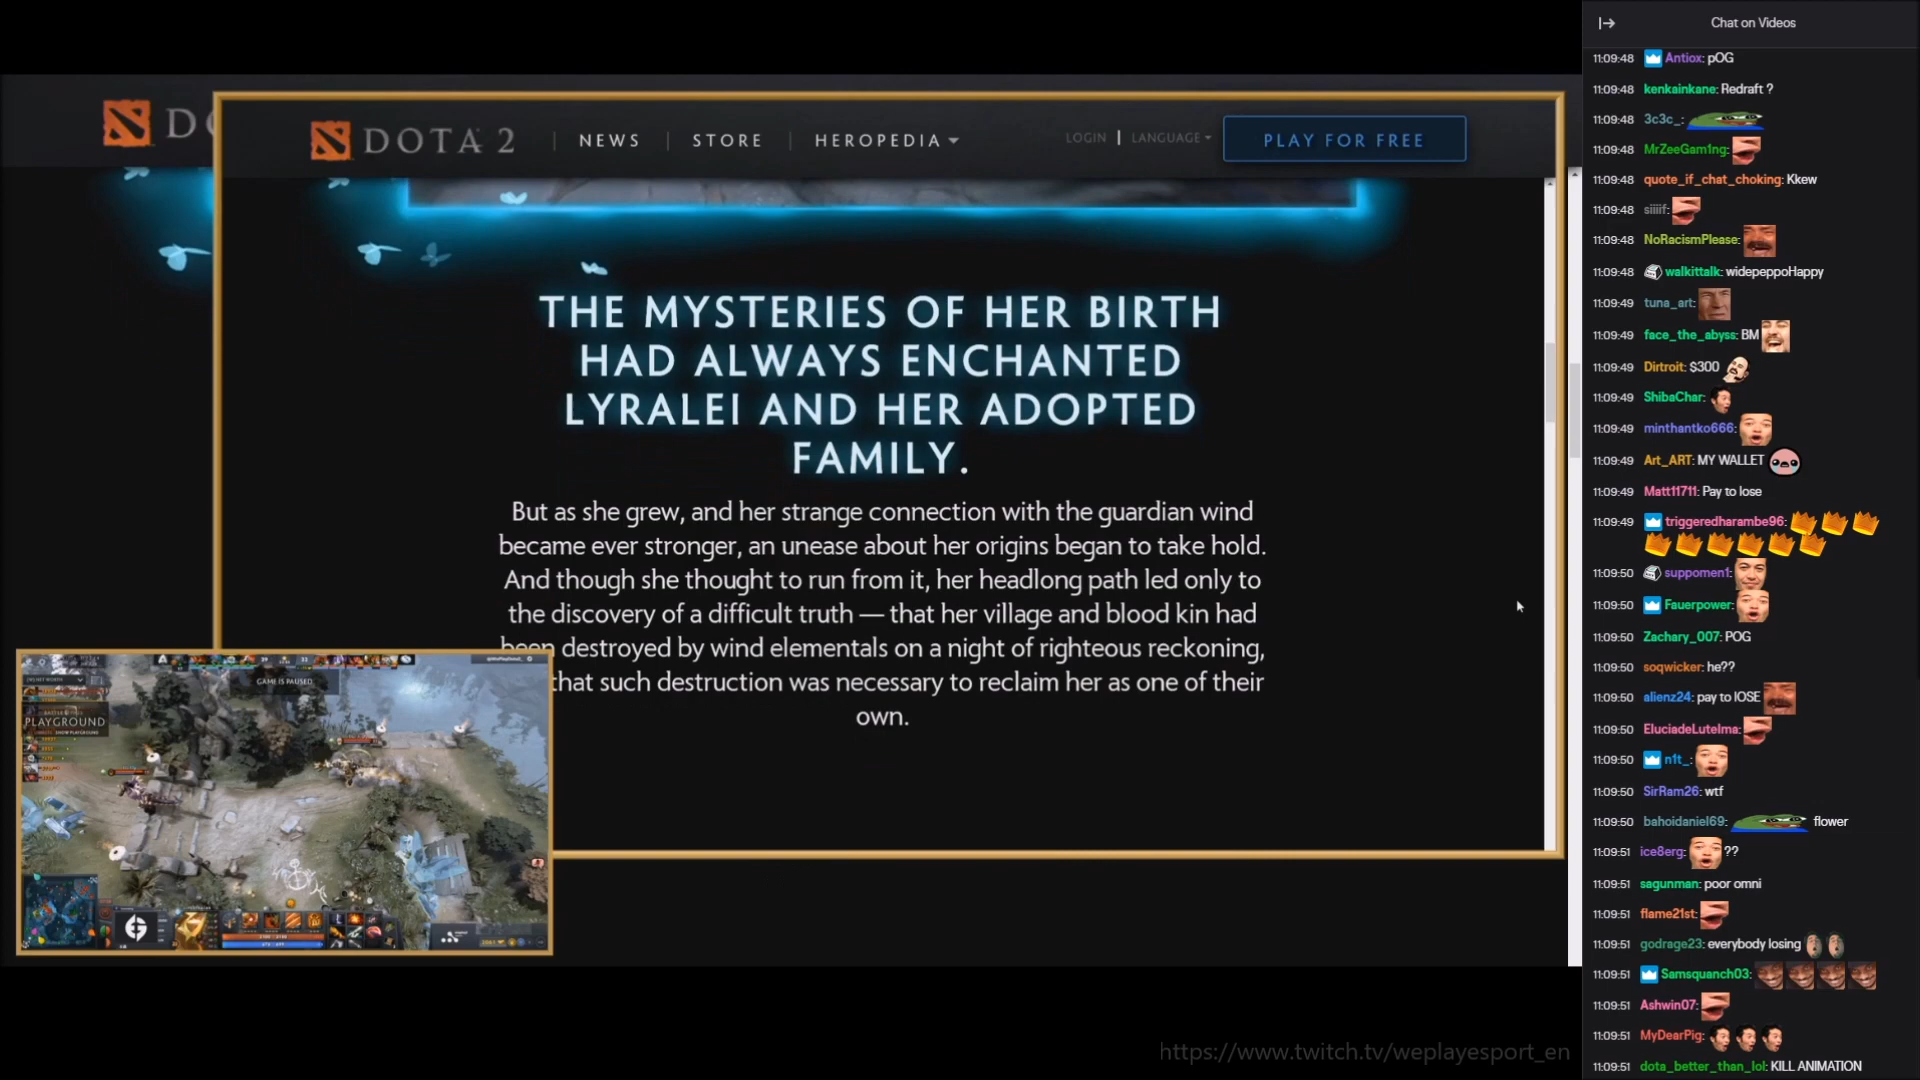 DOTA 2
NEWS
STORE
HEROPEDIA
LOGIN
LANGUAGE
PLAY FOR FREE
THE MYSTERIES OF HER BIRTH
HAD ALWAYS ENCHANTED
LYRALEI AND HER ADOPTED
FAMILY.
But as she grew, and her strange connection with the guardian wind
became ever stronger, an unease about her origins began to take hold.
And though she thought to run from it, her headlong path led only to
the discovery of a difficult truth — that her village and blood kin had
been destroyed by wind elementals on a night of righteous reckoning,
that such destruction was necessary to reclaim her as one of their
own.
GAME IS PAUSED
PLAYGROUND
https://www.twitch.tv/weplayesport_en
Chat on Videos
11:09:48 Antiox: pOG
11:09:48 kenkainkane: Redraft ?
11:09:48 3c3c_:
11:09:48 MrZeeGam1ng:
11:09:48 quote_if_chat_choking: Kkew
11:09:48 siiiif:
11:09:48 NoRacismPlease:
11:09:48 walkittalk: widepeppoHappy
11:09:49 tuna_art:
11:09:49 face_the_abyss: BM
11:09:49 Dirtroit: $300
11:09:49 ShibaChar:
11:09:49 minthantko666:
11:09:49 Art_ART: MY WALLET
11:09:49 Matt11711: Pay to lose
11:09:49 triggeredharambe96:
11:09:50 suppomen1:
11:09:50 Fauerpower:
11:09:50 Zachary_007: POG
11:09:50 soqwicker: he??
11:09:50 alienz24: pay to lOSE
11:09:50 EluciadeLutelma:
11:09:50 n1t_:
11:09:50 SirRam26: wtf
11:09:50 bahoidaniel69: flower
11:09:51 ice8erg: ??
11:09:51 sagunman: poor omni
11:09:51 flame21st:
11:09:51 godrage23: everybody losing
11:09:51 Samsquanch03:
11:09:51 Ashwin07:
11:09:51 MyDearPig:
11:09:51 dota_better_than_lol: KILL ANIMATION